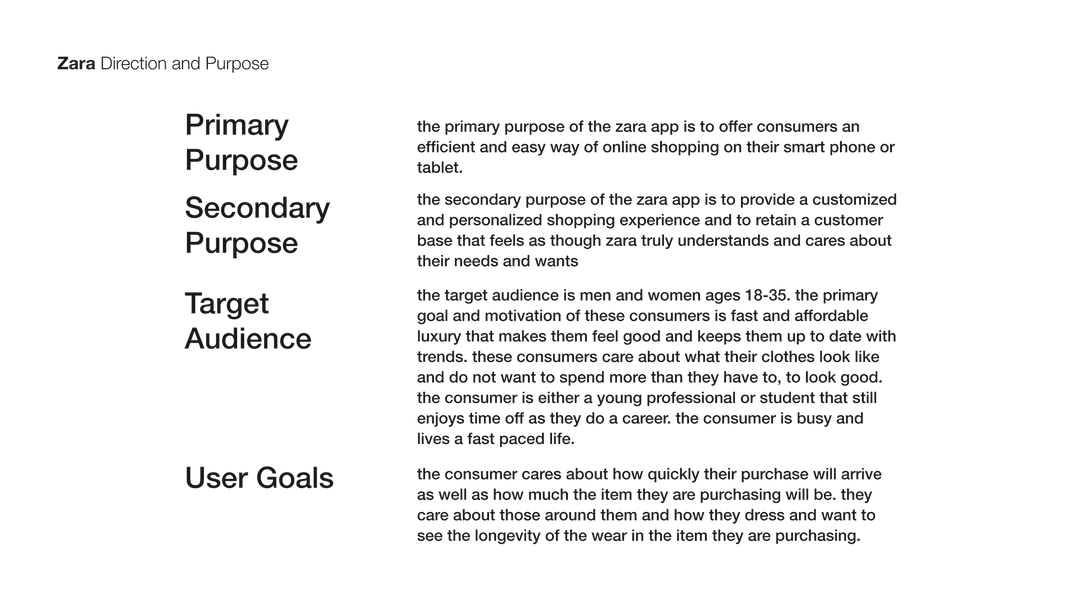 Zara Direction and Purpose
Primary
Purpose
the primary purpose of the zara app is to offer consumers an
efficient and easy way of online shopping on their smart phone or
tablet.
Secondary
Purpose
the secondary purpose of the zara app is to provide a customized
and personalized shopping experience and to retain a customer
base that feels as though zara truly understands and cares about
their needs and wants
Target
Audience
the target audience is men and women ages 18-35. the primary
goal and motivation of these consumers is fast and affordable
luxury that makes them feel good and keeps them up to date with
trends. these consumers care about what their clothes look like
and do not want to spend more than they have to, to look good.
the consumer is either a young professional or student that still
enjoys time off as they do a career. the consumer is busy and
lives a fast paced life.
User Goals
the consumer cares about how quickly their purchase will arrive
as well as how much the item they are purchasing will be. they
care about those around them and how they dress and want to
see the longevity of the wear in the item they are purchasing.